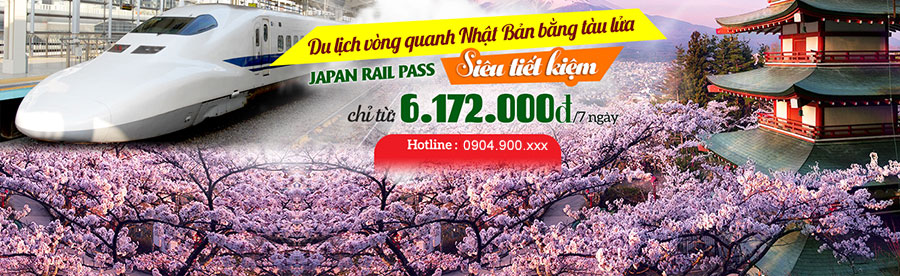 Du lịch vòng quanh Nhật Bản bằng tàu lửa
JAPAN RAIL PASS Siêu tiết kiệm
chỉ từ 6.172.000đ/7 ngày
Hotline : 0904.900.xxx